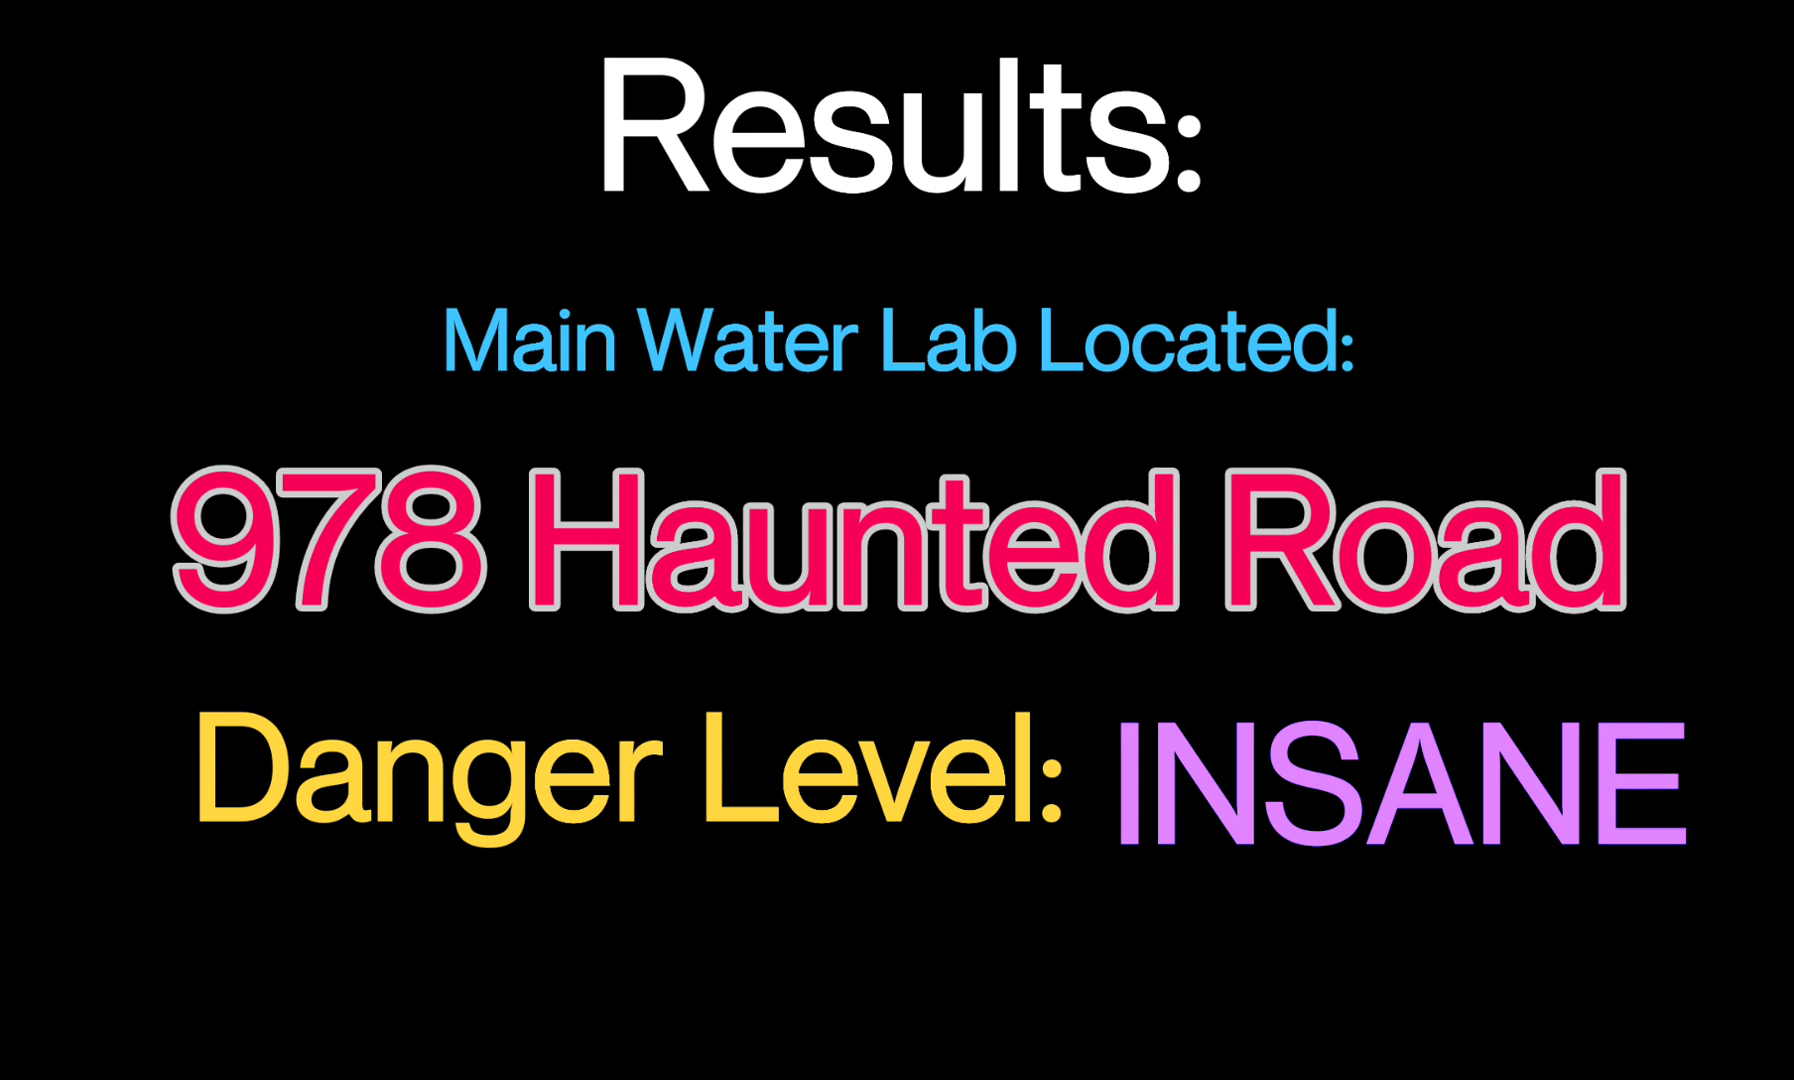 Results:
Main Water Lab Located:
978 Haunted Road
Danger Level: INSANE